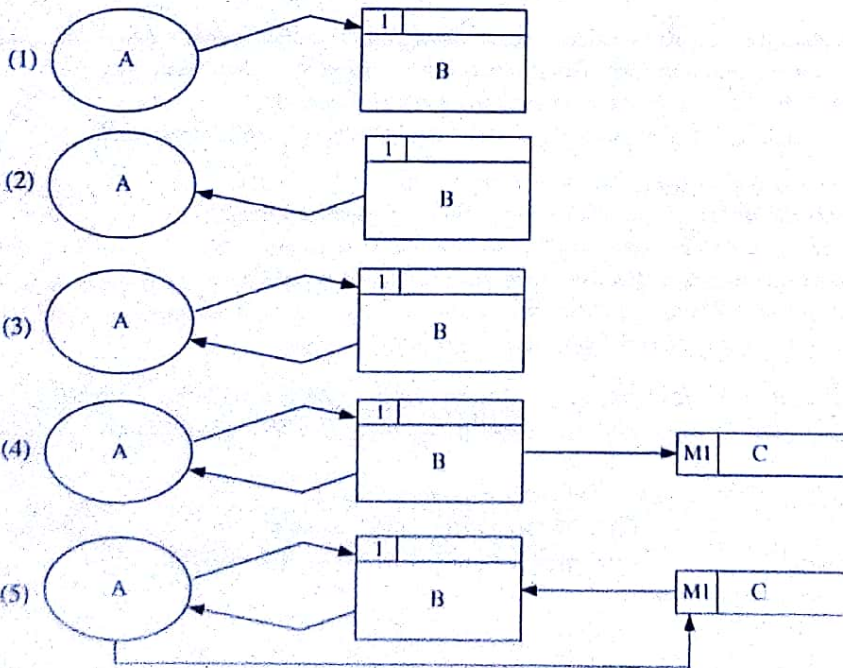 1
(1) A B
1
(2) A B
1
(3) A B
1
(4) A B M1 C
1
(5) A B M1 C